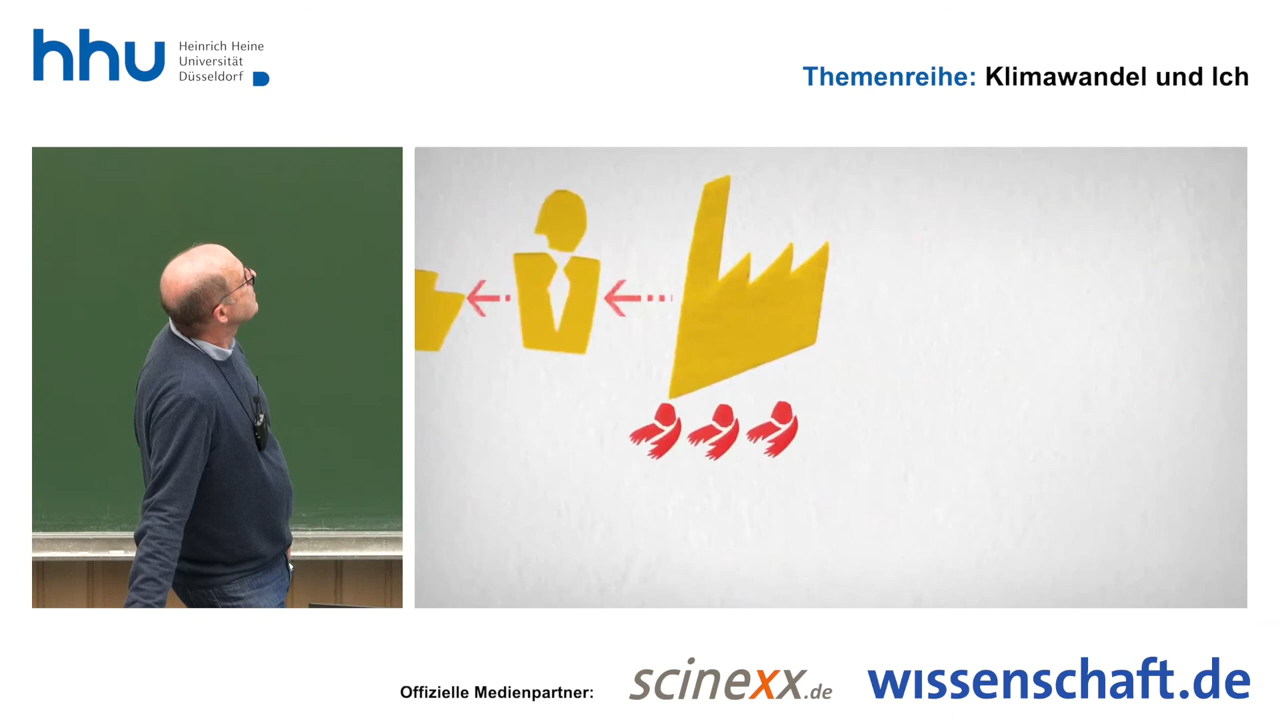 hhu
Heinrich Heine
Universität
Düsseldorf
Themenreihe: Klimawandel und Ich
Offizielle Medienpartner:
scinexx.de
wissenschaft.de